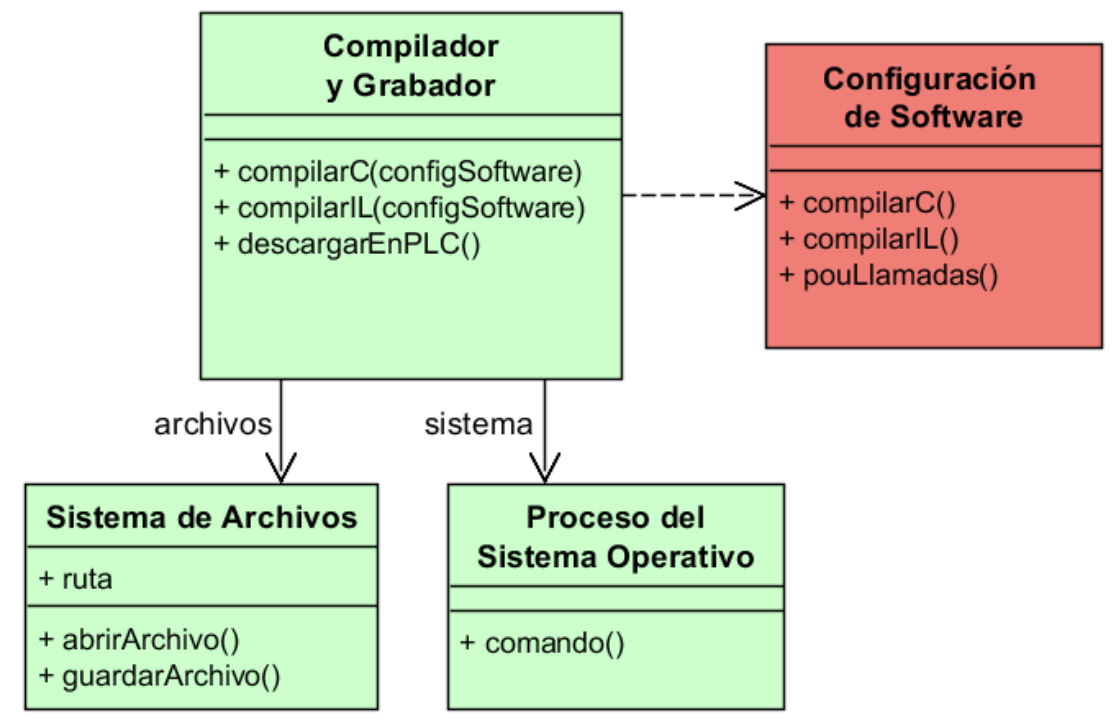 Compilador
y Grabador
+ compilarC(configSoftware)
+ compilarIL(configSoftware)
+ descargarEnPLC()
Configuración
de Software
+ compilarC()
+ compilarIL()
+ pouLlamadas()
archivos
sistema
Sistema de Archivos
+ ruta
+ abrirArchivo()
+ guardarArchivo()
Proceso del
Sistema Operativo
+ comando()